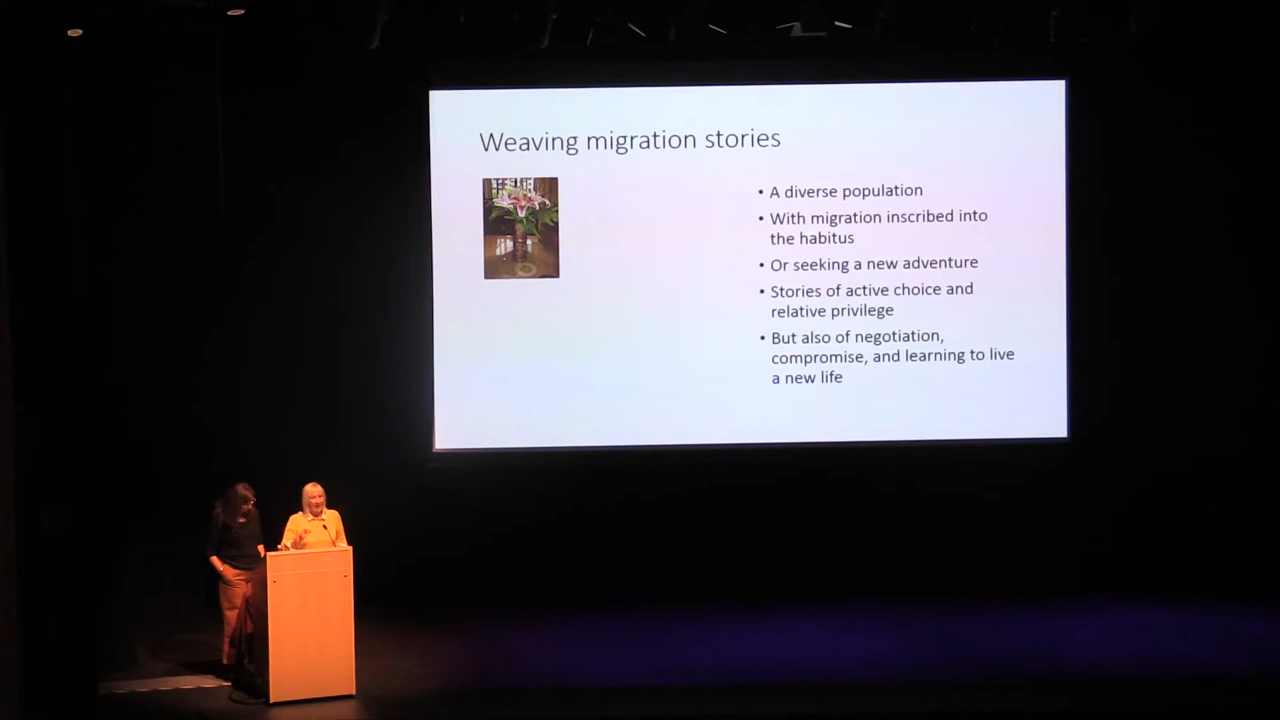 Weaving migration stories
• A diverse population
• With migration inscribed into
the habitus
• Or seeking a new adventure
• Stories of active choice and
relative privilege
• But also of negotiation,
compromise, and learning to live
a new life